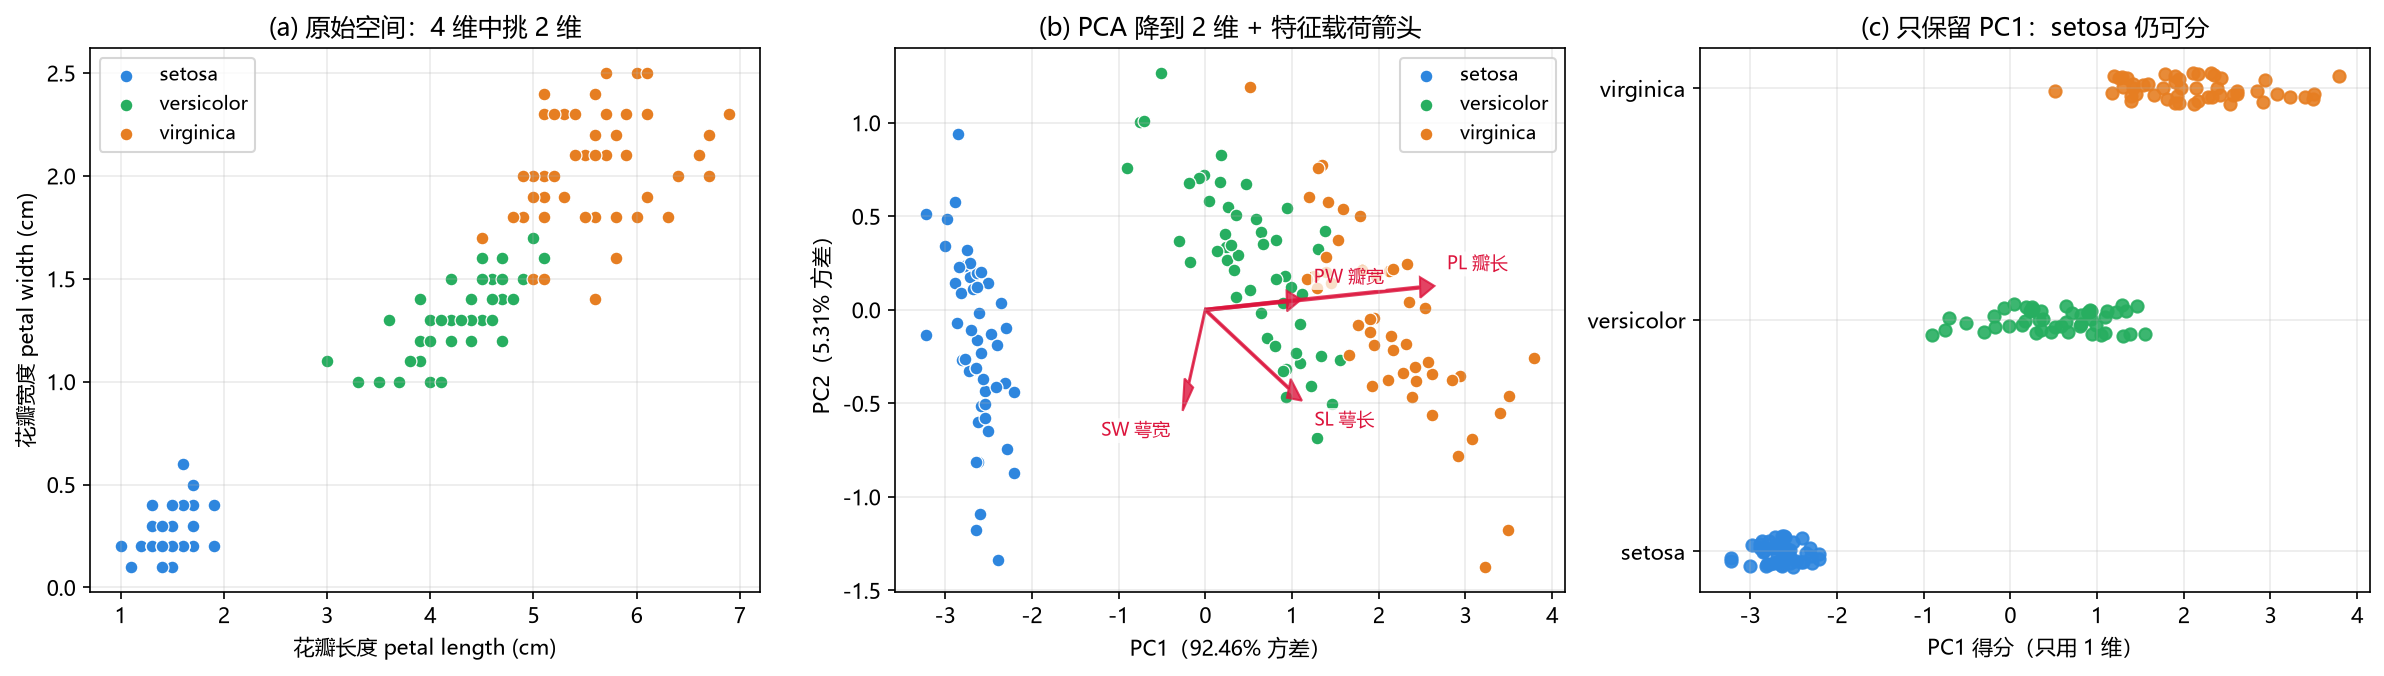 (a) 原始空间：4 维中挑 2 维
setosa
versicolor
virginica
2.5
2.0
1.5
1.0
0.5
0.0
花瓣宽度 petal width (cm)
1
2
3
4
5
6
7
花瓣长度 petal length (cm)
(b) PCA 降到 2 维 + 特征载荷箭头
setosa
versicolor
virginica
1.0
0.5
0.0
-0.5
-1.0
-1.5
PC2（5.31% 方差）
PW 瓣宽
PL 瓣长
SW 萼宽
SL 萼长
-3
-2
-1
0
1
2
3
4
PC1（92.46% 方差）
(c) 只保留 PC1：setosa 仍可分
virginica
versicolor
setosa
-3
-2
-1
0
1
2
3
4
PC1 得分（只用 1 维）